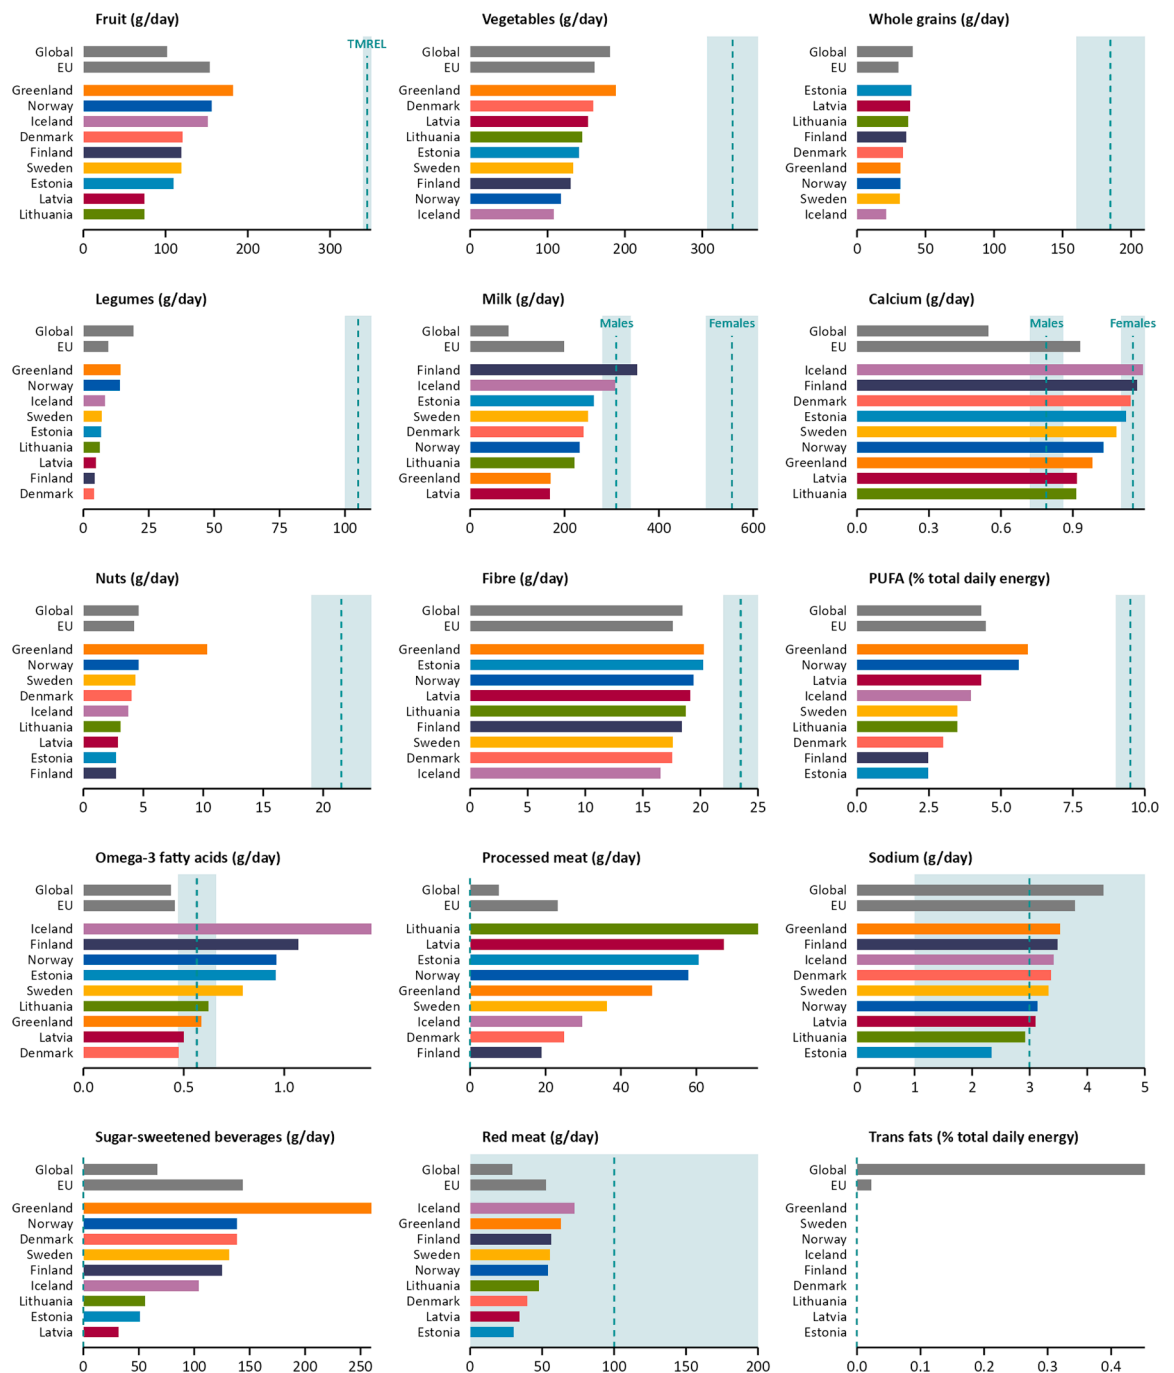 Fruit (g/day)
TMREL
Global
EU
Greenland
Norway
Iceland
Denmark
Finland
Sweden
Estonia
Latvia
Lithuania
0 100 200 300
Vegetables (g/day)
Global
EU
Greenland
Denmark
Latvia
Lithuania
Estonia
Sweden
Finland
Norway
Iceland
0 100 200 300
Whole grains (g/day)
Global
EU
Estonia
Latvia
Lithuania
Finland
Denmark
Greenland
Norway
Sweden
Iceland
0 50 100 150 200
Legumes (g/day)
Global
EU
Greenland
Norway
Iceland
Sweden
Estonia
Lithuania
Latvia
Finland
Denmark
0 25 50 75 100
Milk (g/day)
Males Females
Global
EU
Finland
Iceland
Estonia
Sweden
Denmark
Norway
Lithuania
Greenland
Latvia
0 200 400 600
Calcium (g/day)
Males Females
Global
EU
Iceland
Finland
Denmark
Estonia
Sweden
Norway
Greenland
Latvia
Lithuania
0.0 0.3 0.6 0.9
Nuts (g/day)
Global
EU
Greenland
Norway
Sweden
Denmark
Iceland
Lithuania
Latvia
Estonia
Finland
0 5 10 15 20
Fibre (g/day)
Global
EU
Greenland
Estonia
Norway
Latvia
Lithuania
Finland
Sweden
Denmark
Iceland
0 5 10 15 20 25
PUFA (% total daily energy)
Global
EU
Greenland
Norway
Latvia
Iceland
Sweden
Lithuania
Denmark
Finland
Estonia
0.0 2.5 5.0 7.5 10.0
Omega-3 fatty acids (g/day)
Global
EU
Iceland
Finland
Norway
Estonia
Sweden
Lithuania
Greenland
Latvia
Denmark
0.0 0.5 1.0
Processed meat (g/day)
Global
EU
Lithuania
Latvia
Estonia
Norway
Greenland
Sweden
Iceland
Denmark
Finland
0 20 40 60
Sodium (g/day)
Global
EU
Greenland
Finland
Iceland
Denmark
Sweden
Norway
Latvia
Lithuania
Estonia
0 1 2 3 4 5
Sugar-sweetened beverages (g/day)
Global
EU
Greenland
Norway
Denmark
Sweden
Finland
Iceland
Lithuania
Estonia
Latvia
0 50 100 150 200 250
Red meat (g/day)
Global
EU
Iceland
Greenland
Finland
Sweden
Norway
Lithuania
Denmark
Latvia
Estonia
0 50 100 150 200
Trans fats (% total daily energy)
Global
EU
Greenland
Sweden
Norway
Iceland
Finland
Denmark
Lithuania
Latvia
Estonia
0.0 0.1 0.2 0.3 0.4